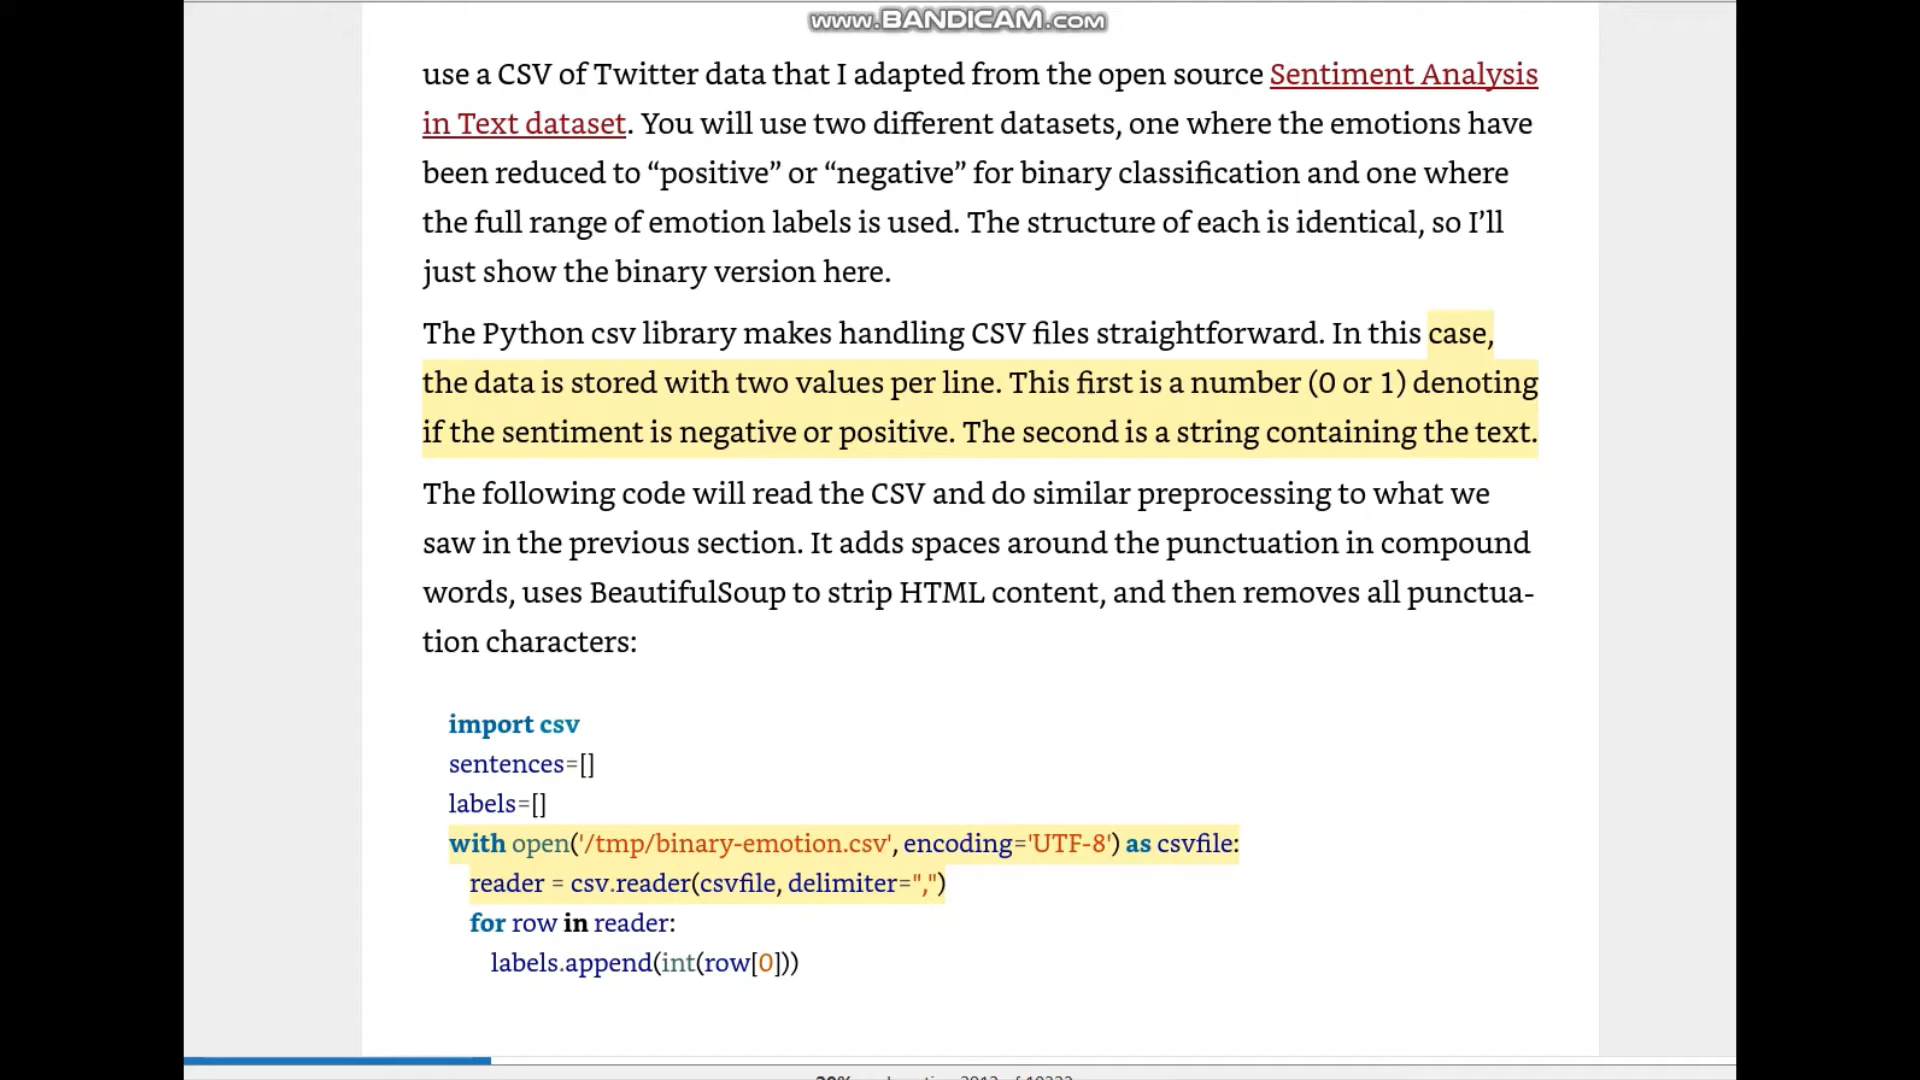 www.BANDICAM.com
use a CSV of Twitter data that I adapted from the open source Sentiment Analysis
in Text dataset. You will use two different datasets, one where the emotions have
been reduced to “positive” or “negative” for binary classification and one where
the full range of emotion labels is used. The structure of each is identical, so I’ll
just show the binary version here.
The Python csv library makes handling CSV files straightforward. In this case,
the data is stored with two values per line. This first is a number (0 or 1) denoting
if the sentiment is negative or positive. The second is a string containing the text.
The following code will read the CSV and do similar preprocessing to what we
saw in the previous section. It adds spaces around the punctuation in compound
words, uses BeautifulSoup to strip HTML content, and then removes all punctua-
tion characters:
import csv
sentences=[]
labels=[]
with open('/tmp/binary-emotion.csv', encoding='UTF-8') as csvfile:
reader = csv.reader(csvfile, delimiter=",")
for row in reader:
labels.append(int(row[0]))